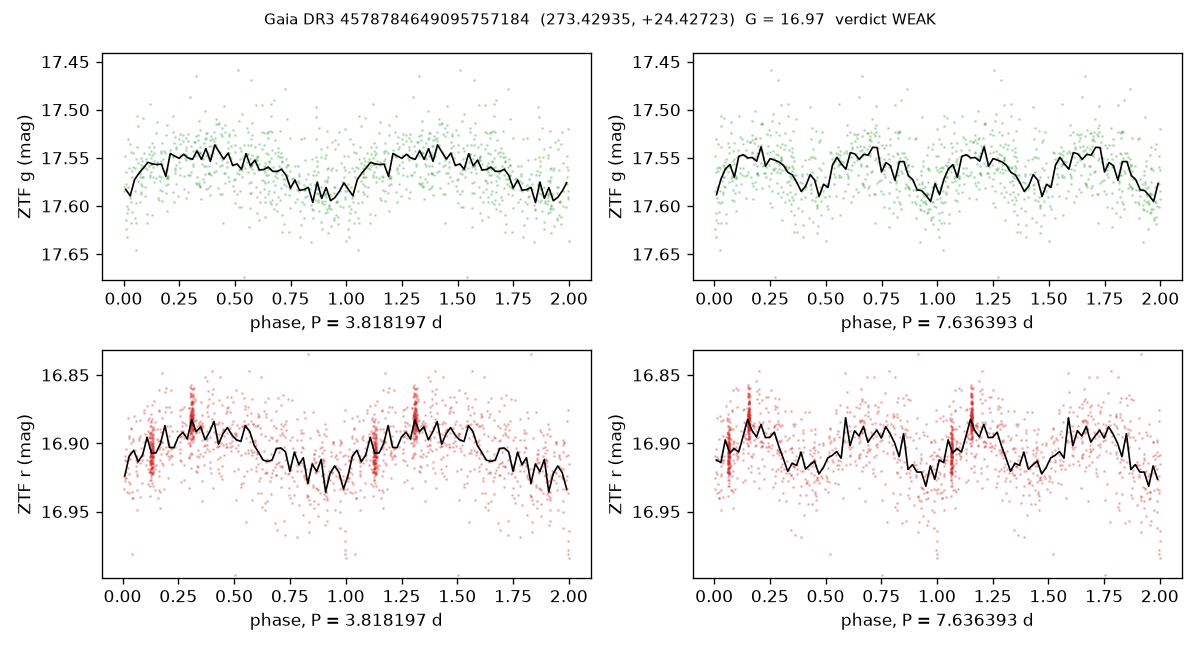 Gaia DR3 4578784649095757184 (273.42935, +24.42723) G = 16.97 verdict WEAK
ZTF g (mag)
17.45
17.50
17.55
17.60
17.65
0.00 0.25 0.50 0.75 1.00 1.25 1.50 1.75 2.00
phase, P = 3.818197 d
ZTF g (mag)
17.45
17.50
17.55
17.60
17.65
0.00 0.25 0.50 0.75 1.00 1.25 1.50 1.75 2.00
phase, P = 7.636393 d
ZTF r (mag)
16.85
16.90
16.95
0.00 0.25 0.50 0.75 1.00 1.25 1.50 1.75 2.00
phase, P = 3.818197 d
ZTF r (mag)
16.85
16.90
16.95
0.00 0.25 0.50 0.75 1.00 1.25 1.50 1.75 2.00
phase, P = 7.636393 d